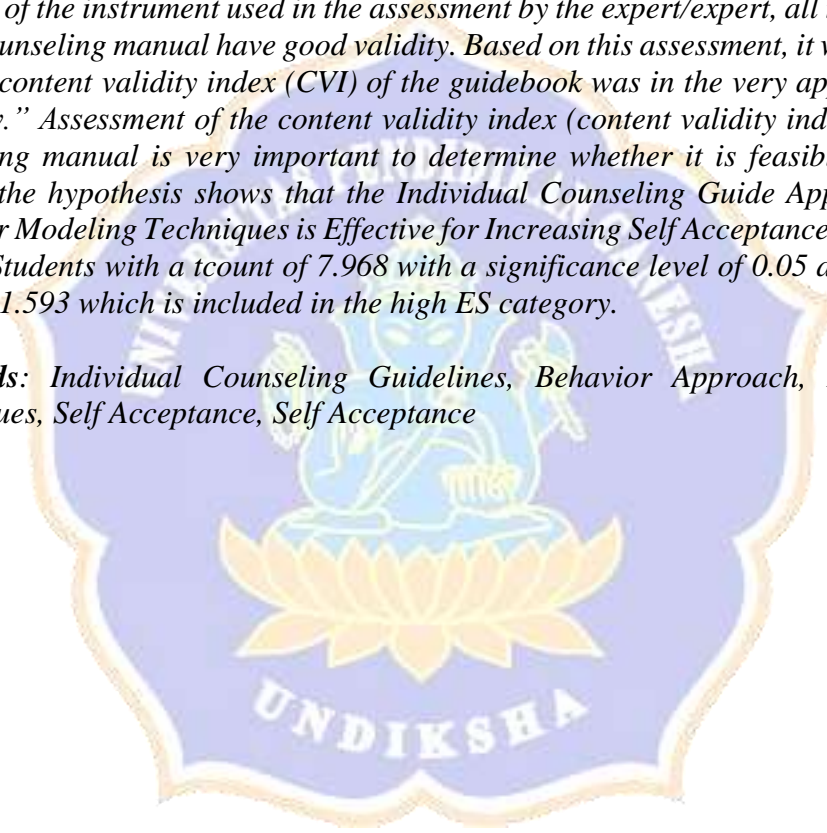 of the instrument used in the assessment by the expert/expert, all
ounseling manual have good validity. Based on this assessment, it
content validity index (CVI) of the guidebook was in the very
.” Assessment of the content validity index (content validity
ng manual is very important to determine whether it is
the hypothesis shows that the Individual Counseling Guide
r Modeling Techniques is Effective for Increasing Self Acceptance
Students with a tcount of 7.968 with a significance level of 0.05
1.593 which is included in the high ES category.
ds: Individual Counseling Guidelines, Behavior Approach,
ues, Self Acceptance, Self Acceptance
UNIVERSITAS PENDIDIKAN GANESHA
UNDIKSHA